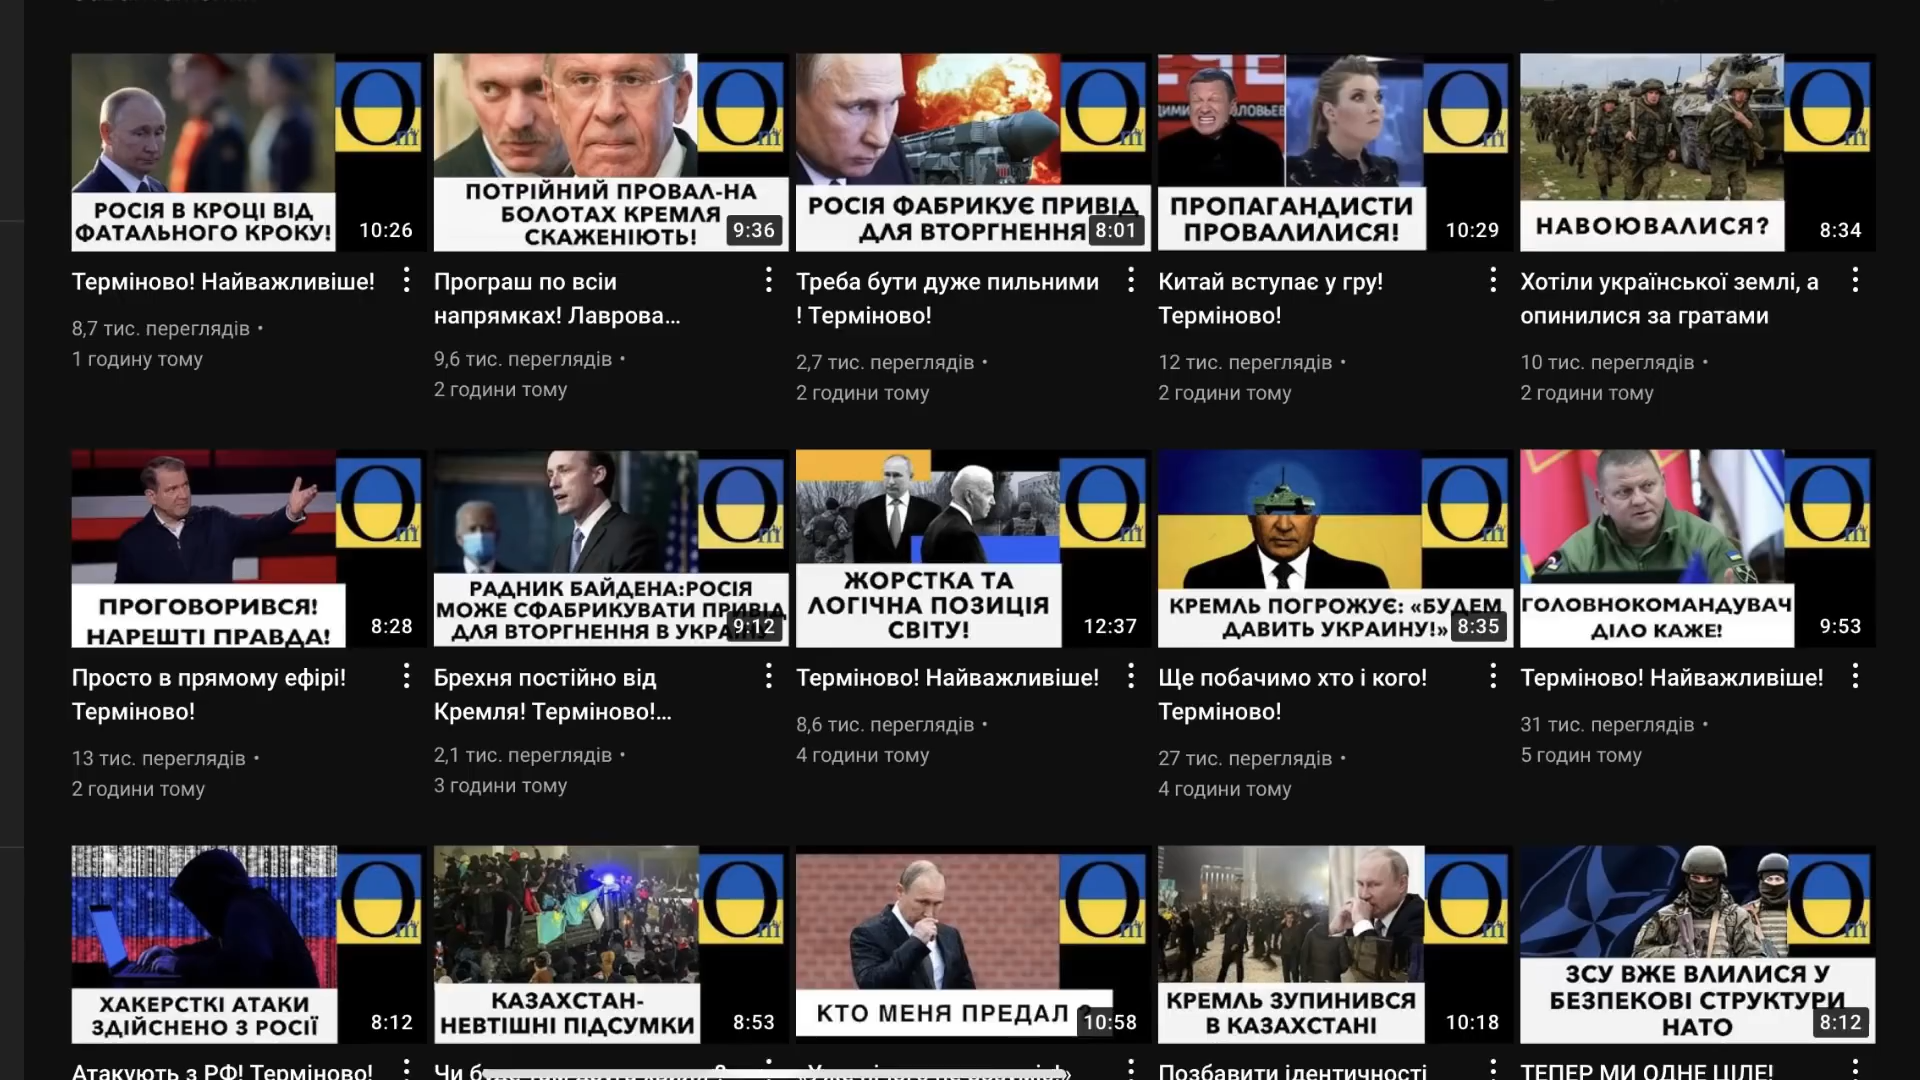 РОСІЯ В КРОЦІ ВІД
ФАТАЛЬНОГО КРОКУ!
10:26
Терміново! Найважливіше!
8,7 тис. переглядів •
1 годину тому
ПОТРІЙНИЙ ПРОВАЛ-НА
БОЛОТАХ КРЕМЛЯ
СКАЖЕНІЮТЬ!
9:36
Програш по всіи
напрямках! Лаврова...
9,6 тис. переглядів •
2 години тому
РОСІЯ ФАБРИКУЄ ПРИВІД
ДЛЯ ВТОРГНЕННЯ
8:01
Треба бути дуже пильними
! Терміново!
2,7 тис. переглядів •
2 години тому
ПРОПАГАНДИСТИ
ПРОВАЛИЛИСЯ!
10:29
Китай вступає у гру!
Терміново!
12 тис. переглядів •
2 години тому
НАВОЮВАЛИСЯ?
8:34
Хотіли української землі, а
опинилися за гратами
10 тис. переглядів •
2 години тому
ПРОГОВОРИВСЯ!
НАРЕШТІ ПРАВДА!
8:28
Просто в прямому ефірі!
Терміново!
13 тис. переглядів •
2 години тому
РАДНИК БАЙДЕНА:РОСІЯ
МОЖЕ СФАБРИКУВАТИ ПРИВІД
ДЛЯ ВТОРГНЕННЯ В
9:12
Брехня постійно від
Кремля! Терміново!...
2,1 тис. переглядів •
3 години тому
ЖОРСТКА ТА
ЛОГІЧНА ПОЗИЦІЯ
СВІТУ!
12:37
Терміново! Найважливіше!
8,6 тис. переглядів •
4 години тому
КРЕМЛЬ ПОГРОЖУЄ: «БУДЕМ
ДАВИТЬ УКРАИНУ!»
8:35
Ще побачимо хто і кого!
Терміново!
27 тис. переглядів •
4 години тому
ГОЛОВНОКОМАНДУВАЧ
ДІЛО КАЖЕ!
9:53
Терміново! Найважливіше!
31 тис. переглядів •
5 годин тому
ХАКЕРСТКІ АТАКИ
ЗДІЙСНЕНО З РОСІЇ
8:12
Атакують з РФ! Терміново!
КАЗАХСТАН-
НЕВТІШНІ ПІДСУМКИ
8:53
КТО МЕНЯ ПРЕДАЛ ?
10:58
КРЕМЛЬ ЗУПИНИВСЯ
В КАЗАХСТАНІ
10:18
Позбавити ідентичності
ЗСУ ВЖЕ ВЛИЛИСЯ У
БЕЗПЕКОВІ СТРУКТУРИ
НАТО
8:12
ТЕПЕР МИ ОДНЕ ЦІЛЕ!